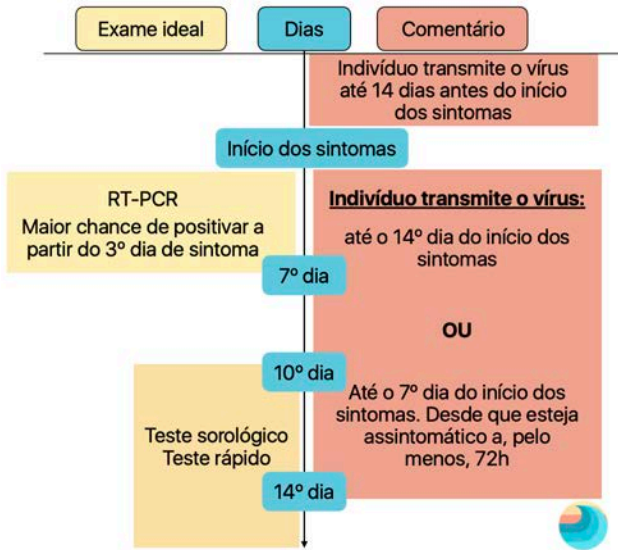 Exame ideal
Dias
Comentário
Indivíduo transmite o vírus
até 14 dias antes do início
dos sintomas
Início dos sintomas
RT-PCR
Maior chance de positivar a
partir do 3º dia de sintoma
Indivíduo transmite o vírus:
até o 14º dia do início dos
sintomas
7º dia
OU
10º dia
Até o 7º dia do início dos
sintomas. Desde que esteja
assintomático a, pelo
menos, 72h
Teste sorológico
Teste rápido
14º dia